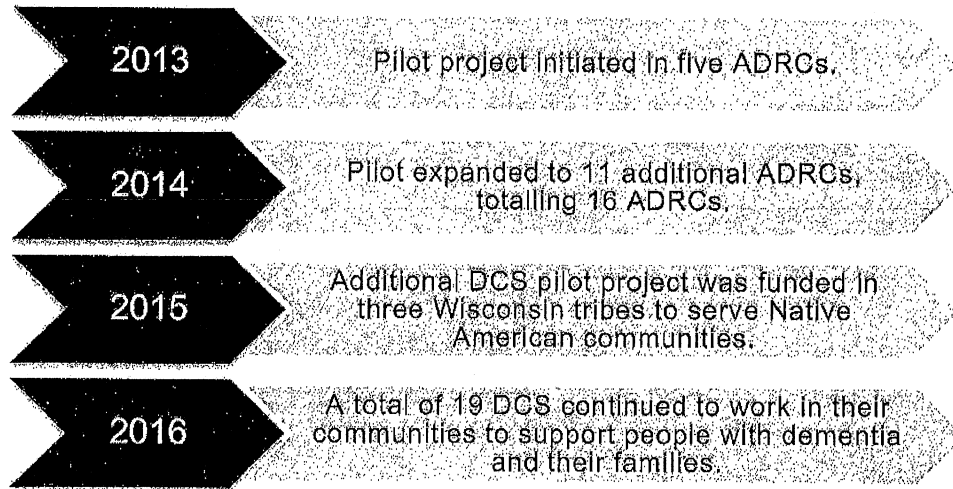 2013
Pilot project initiated in five ADRCs.
2014
Pilot expanded to 11 additional ADRCs,
totalling 16 ADRCs.
2015
Additional DCS pilot project was funded in
three Wisconsin tribes to serve Native
American communities.
2016
A total of 19 DCS continued to work in their
communities to support people with dementia
and their families.